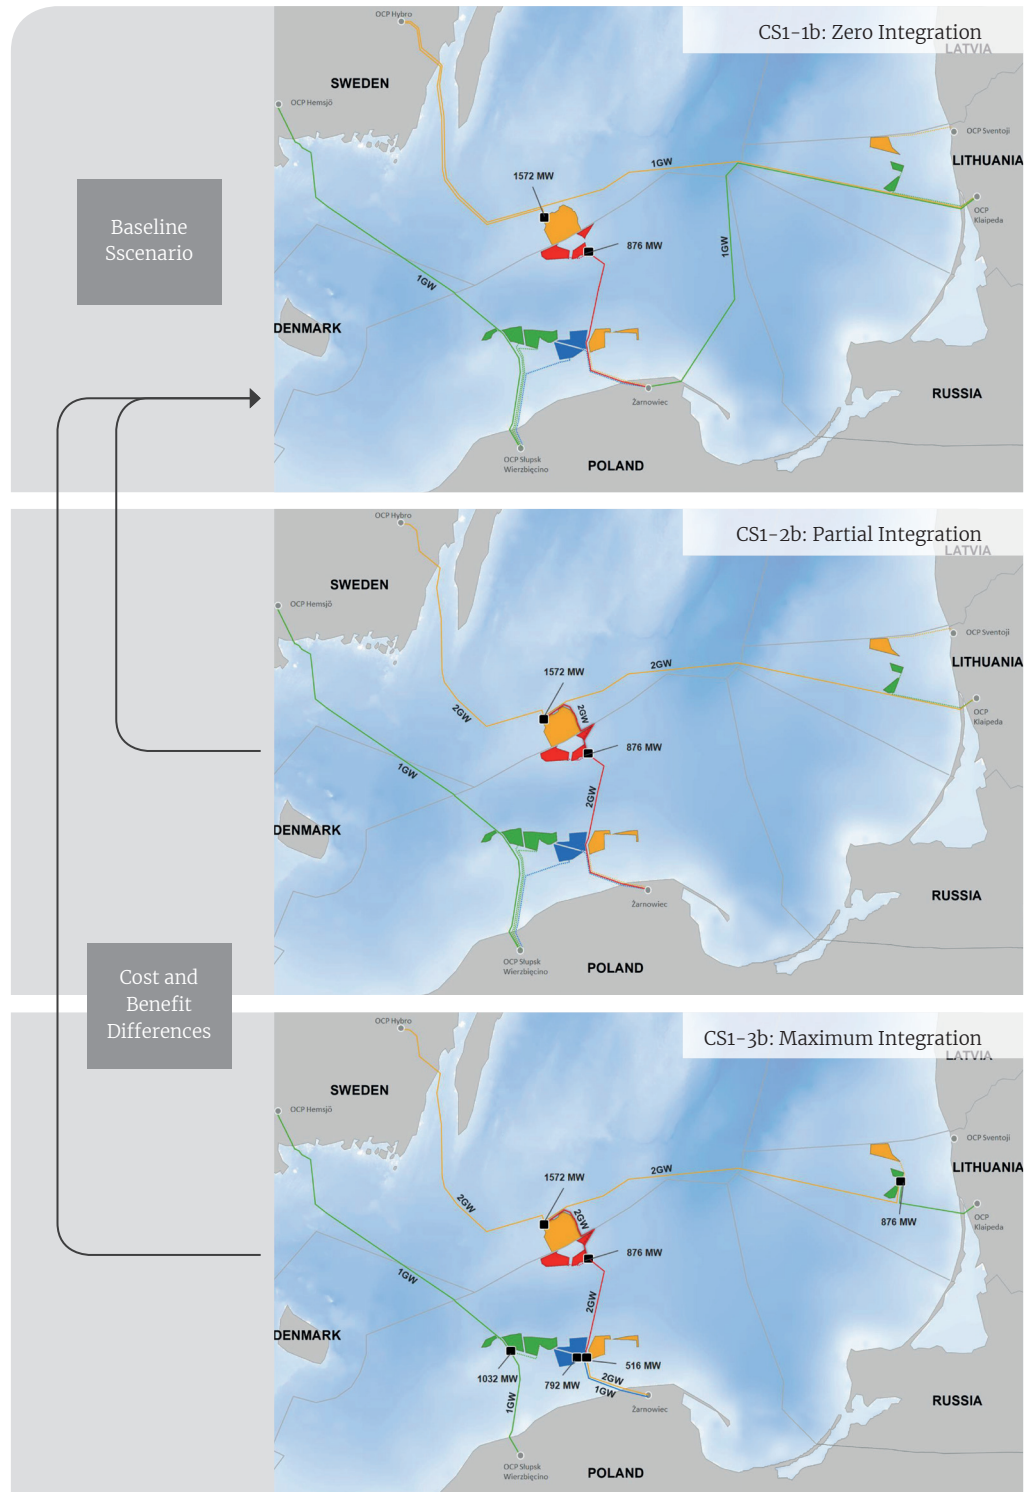 CS1-1b: Zero Integration
OCP Hybro
LATVIA
SWEDEN
OCP Hemsjö
OCP Sventoji
1GW
LITHUANIA
1572 MW
OCP
Klaipeda
Baseline
Sscenario
876 MW
1GW
1GW
DENMARK
Żarnowiec
RUSSIA
OCP Słupsk
Wierzbięcino
POLAND
CS1-2b: Partial Integration
OCP Hybro
LATVIA
SWEDEN
OCP Hemsjö
OCP Sventoji
LITHUANIA
1572 MW
2GW
OCP
Klaipeda
2GW
2GW
876 MW
1GW
2GW
DENMARK
RUSSIA
Żarnowiec
OCP Słupsk
Wierzbięcino
POLAND
Cost and
Benefit
Differences
CS1-3b: Maximum Integration
OCP Hybro
LATVIA
SWEDEN
OCP Hemsjö
OCP Sventoji
LITHUANIA
1572 MW
2GW
2GW
2GW
OCP
Klaipeda
876 MW
876 MW
1GW
2GW
DENMARK
516 MW
1032 MW
792 MW
2GW
1GW
1GW
Żarnowiec
RUSSIA
OCP Słupsk
Wierzbięcino
POLAND